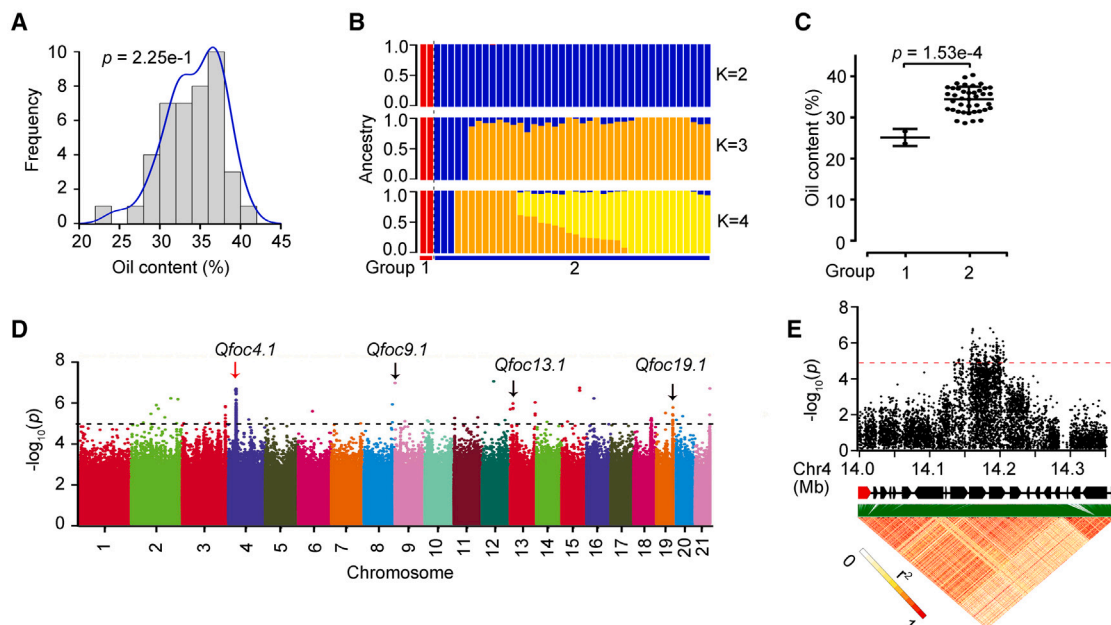 A
p = 2.25e-1
Frequency
10
8
6
4
2
0
20 25 30 35 40 45
Oil content (%)
B
Ancestry
1.0
0.5
0.0
K=2
1.0
0.5
0.0
K=3
1.0
0.5
0.0
K=4
Group 1 2
C
p = 1.53e-4
Oil content (%)
40
30
20
10
0
Group 1 2
D
Qfoc4.1 Qfoc9.1 Qfoc13.1 Qfoc19.1
-log10(p)
8
6
4
2
0
1 2 3 4 5 6 7 8 9 10 11 12 13 14 15 16 17 18 19 20 21
Chromosome
E
-log10(p)
8
6
4
2
0
Chr4 14.0 14.1 14.2 14.3
(Mb)
0
r2